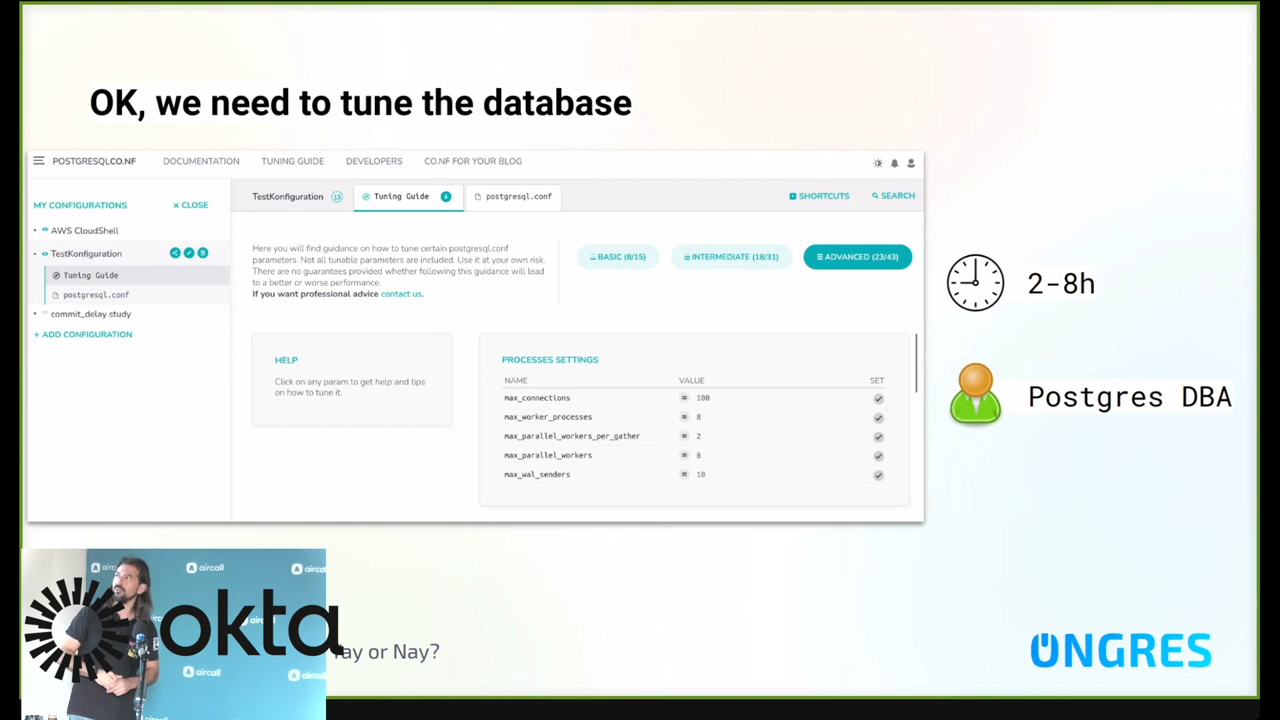 OK, we need to tune the database
POSTGRESQLCO.NF DOCUMENTATION TUNING GUIDE DEVELOPERS CO.NF FOR YOUR BLOG
MY CONFIGURATIONS × CLOSE
AWS CloudShell
TestKonfiguration
Tuning Guide
postgresql.conf
commit_delay study
+ ADD CONFIGURATION
TestKonfiguration 15 Tuning Guide postgresql.conf SHORTCUTS SEARCH
Here you will find guidance on how to tune certain postgresql.conf
parameters. Not all tunable parameters are included. Use it at your own risk.
There are no guarantees provided whether following this guidance will lead
to a better or worse performance.
If you want professional advice contact us.
BASIC (8/15) INTERMEDIATE (18/31) ADVANCED (23/43)
HELP
Click on any param to get help and tips
on how to tune it.
PROCESSES SETTINGS
NAME VALUE SET
max_connections = 100
max_worker_processes = 8
max_parallel_workers_per_gather = 2
max_parallel_workers = 8
max_wal_senders = 10
2-8h
Postgres DBA
aircall
aircall
aircall
aircall
okta
Yay or Nay?
ONGRES